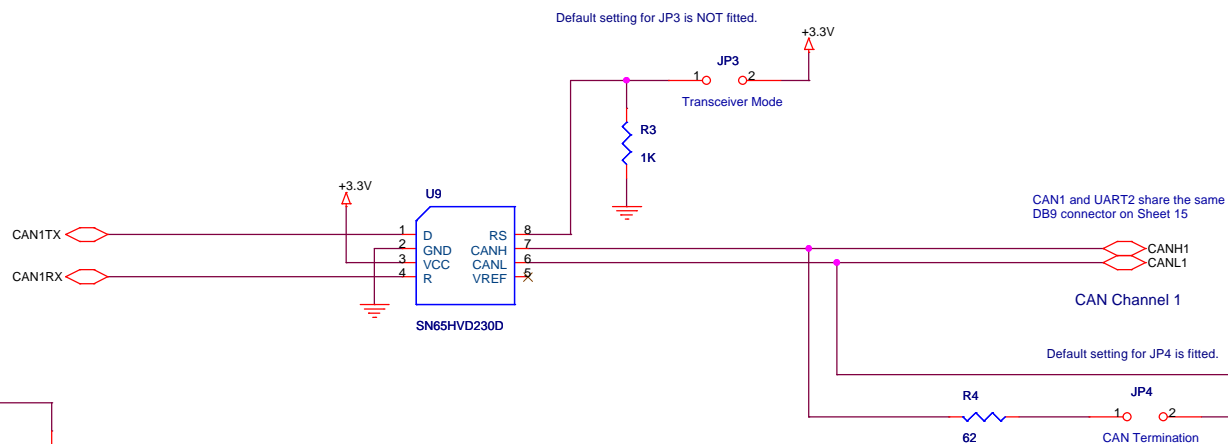 Default setting for JP3 is NOT fitted.
+3.3V
JP3
1 2
Transceiver Mode
R3
1K
+3.3V
U9
CAN1 and UART2 share the same
DB9 connector on Sheet 15
CAN1TX
1 D RS 8
2 GND CANH 7
CANH1
3 VCC CANL 6
CANL1
CAN1RX
4 R VREF 5
CAN Channel 1
SN65HVD230D
Default setting for JP4 is fitted.
R4
JP4
1 2
62
CAN Termination